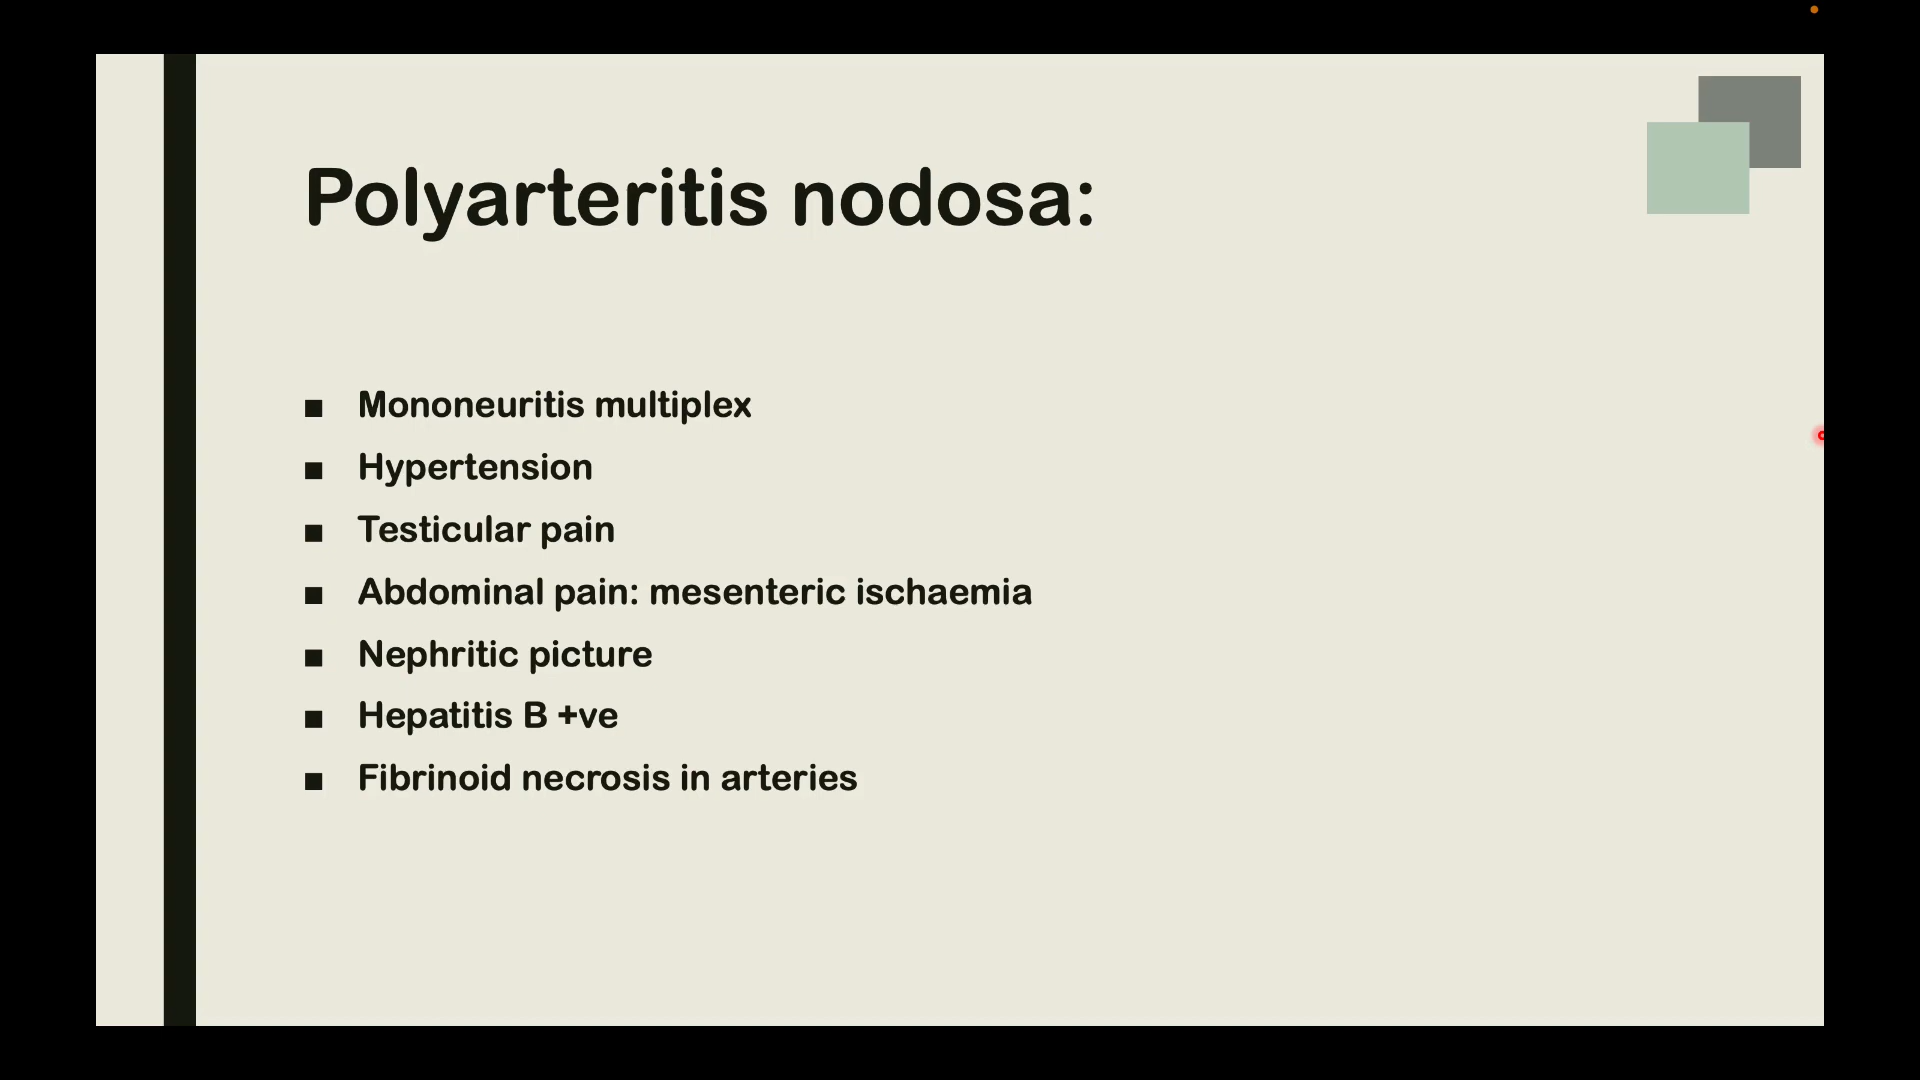 Polyarteritis nodosa:
■ Mononeuritis multiplex
■ Hypertension
■ Testicular pain
■ Abdominal pain: mesenteric ischaemia
■ Nephritic picture
■ Hepatitis B +ve
■ Fibrinoid necrosis in arteries